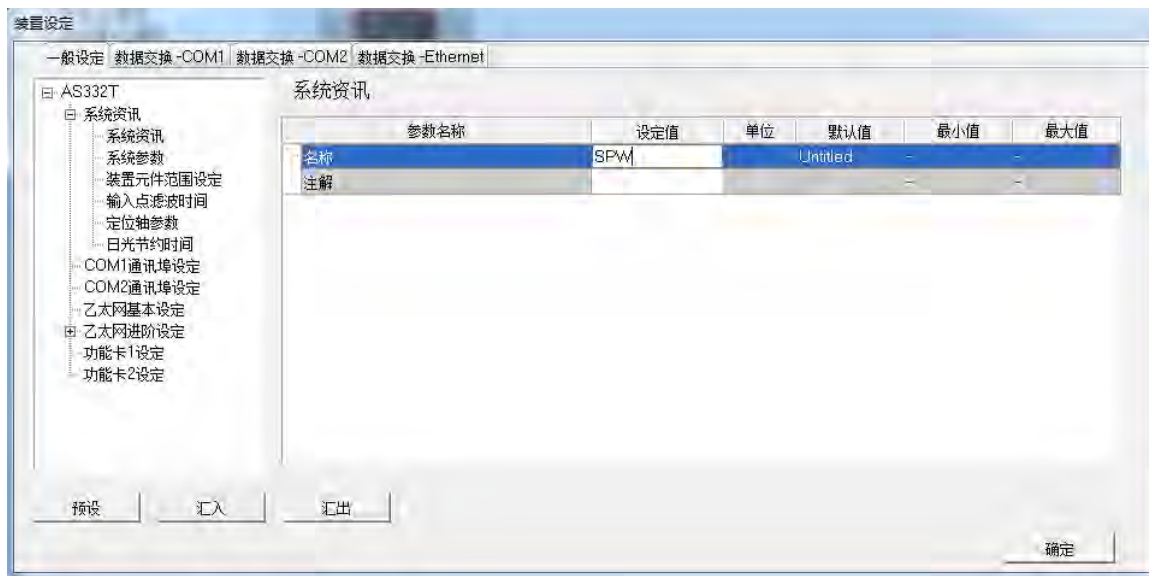 装置设定
一般设定 数据交换-COM1 数据交换-COM2 数据交换-Ethernet
AS332T
系统资讯
系统资讯
系统参数
装置元件范围设定
输入点滤波时间
定位轴参数
日光节约时间
COM1通讯埠设定
COM2通讯埠设定
乙太网基本设定
乙太网进阶设定
功能卡1设定
功能卡2设定
系统资讯
参数名称 设定值 单位 默认值 最小值 最大值
名称 SPW Untitled - -
注解 - -
预设 汇入 汇出
确定